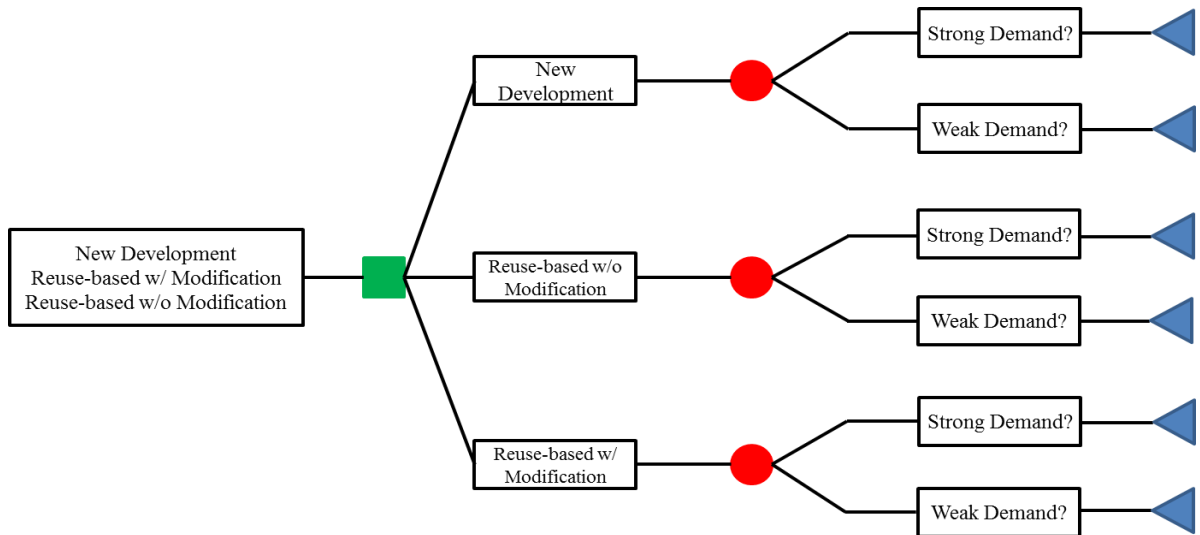 New Development
Reuse-based w/ Modification
Reuse-based w/o Modification
New
Development
Strong Demand?
Weak Demand?
Reuse-based w/o
Modification
Strong Demand?
Weak Demand?
Reuse-based w/
Modification
Strong Demand?
Weak Demand?